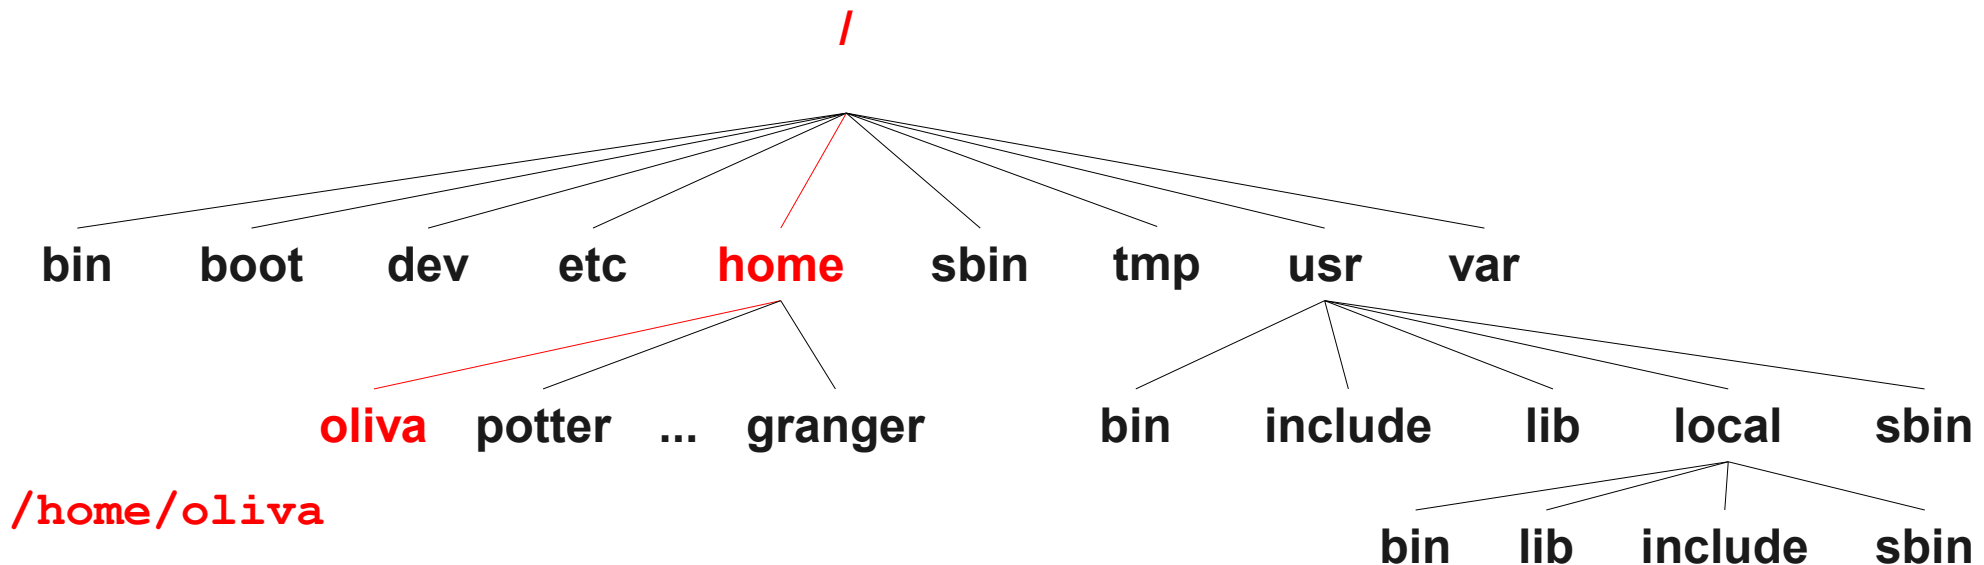 /
bin boot dev etc home sbin tmp usr var
oliva potter ... granger bin include lib local sbin
/home/oliva
bin lib include sbin